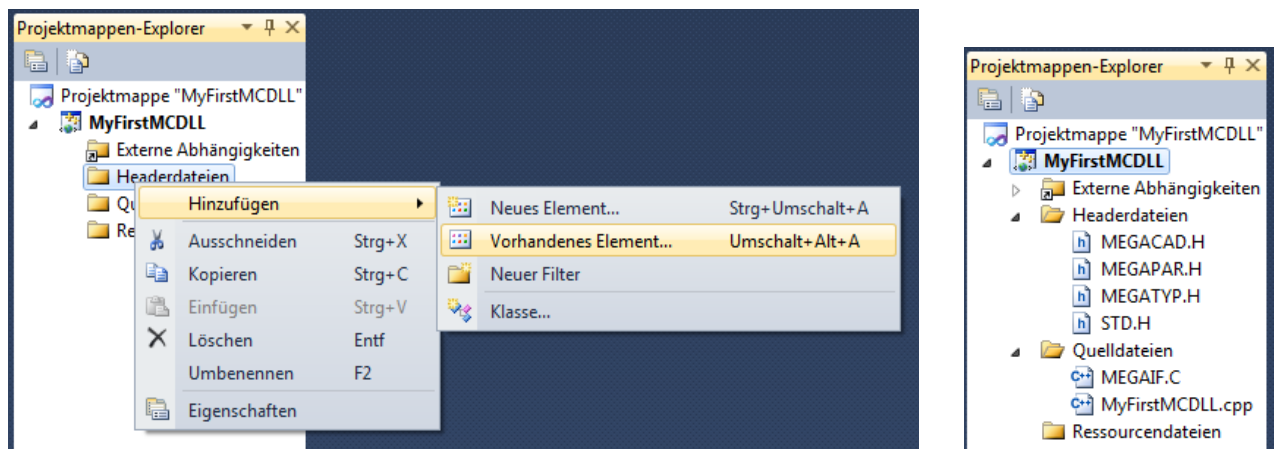 Projektmappen-Explorer
Projektmappe "MyFirstMCDLL"
MyFirstMCDLL
Externe Abhängigkeiten
Headerdateien
Qu
Re
Hinzufügen
Ausschneiden Strg+X
Kopieren Strg+C
Einfügen Strg+V
Löschen Entf
Umbenennen F2
Eigenschaften
Neues Element... Strg+Umschalt+A
Vorhandenes Element... Umschalt+Alt+A
Neuer Filter
Klasse...
Projektmappen-Explorer
Projektmappe "MyFirstMCDLL"
MyFirstMCDLL
Externe Abhängigkeiten
Headerdateien
MEGACAD.H
MEGAPAR.H
MEGATYP.H
STD.H
Quelldateien
MEGAIF.C
MyFirstMCDLL.cpp
Ressourcendateien